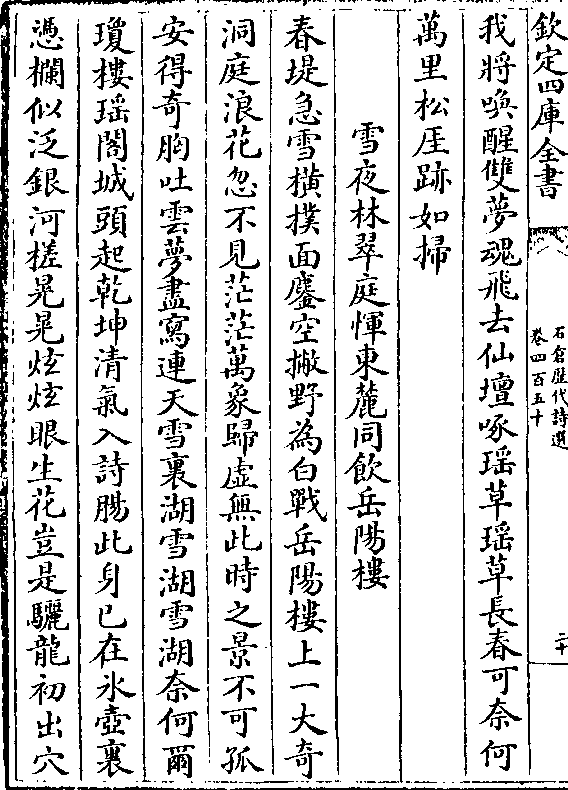 欽定四庫全書
石倉歷代詩選
卷四百五十
二十
我將喚醒雙夢魂飛去仙壇啄瑶草瑶草長春可奈何
萬里松厓跡如掃
雪夜林翠庭惲東麓同飲岳陽樓
春堤急雪横撲面鏖空撇野為白戰岳陽樓上一大奇
洞庭浪花忽不見茫茫萬象歸虚無此時之景不可孤
安得奇胸吐雲夢盡寫連天雪裏湖雪湖雪湖奈何爾
瓊樓瑶閣城頭起乾坤清氣入詩腸此身已在氷壺裏
憑欄似泛銀河槎晃晃炫炫眼生花豈是驪龍初出穴